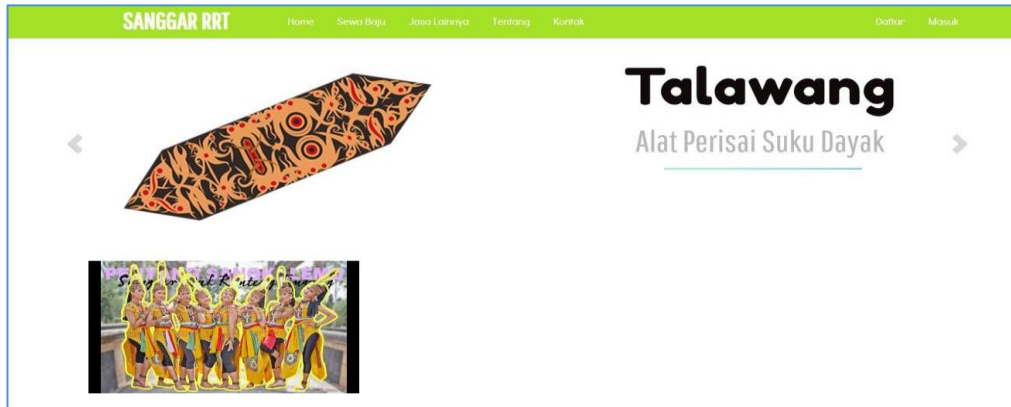 SANGGAR RRT Home Sewa Baju Jasa Lainnya Tentang Kontak Daftar Masuk
Talawang
Alat Perisai Suku Dayak